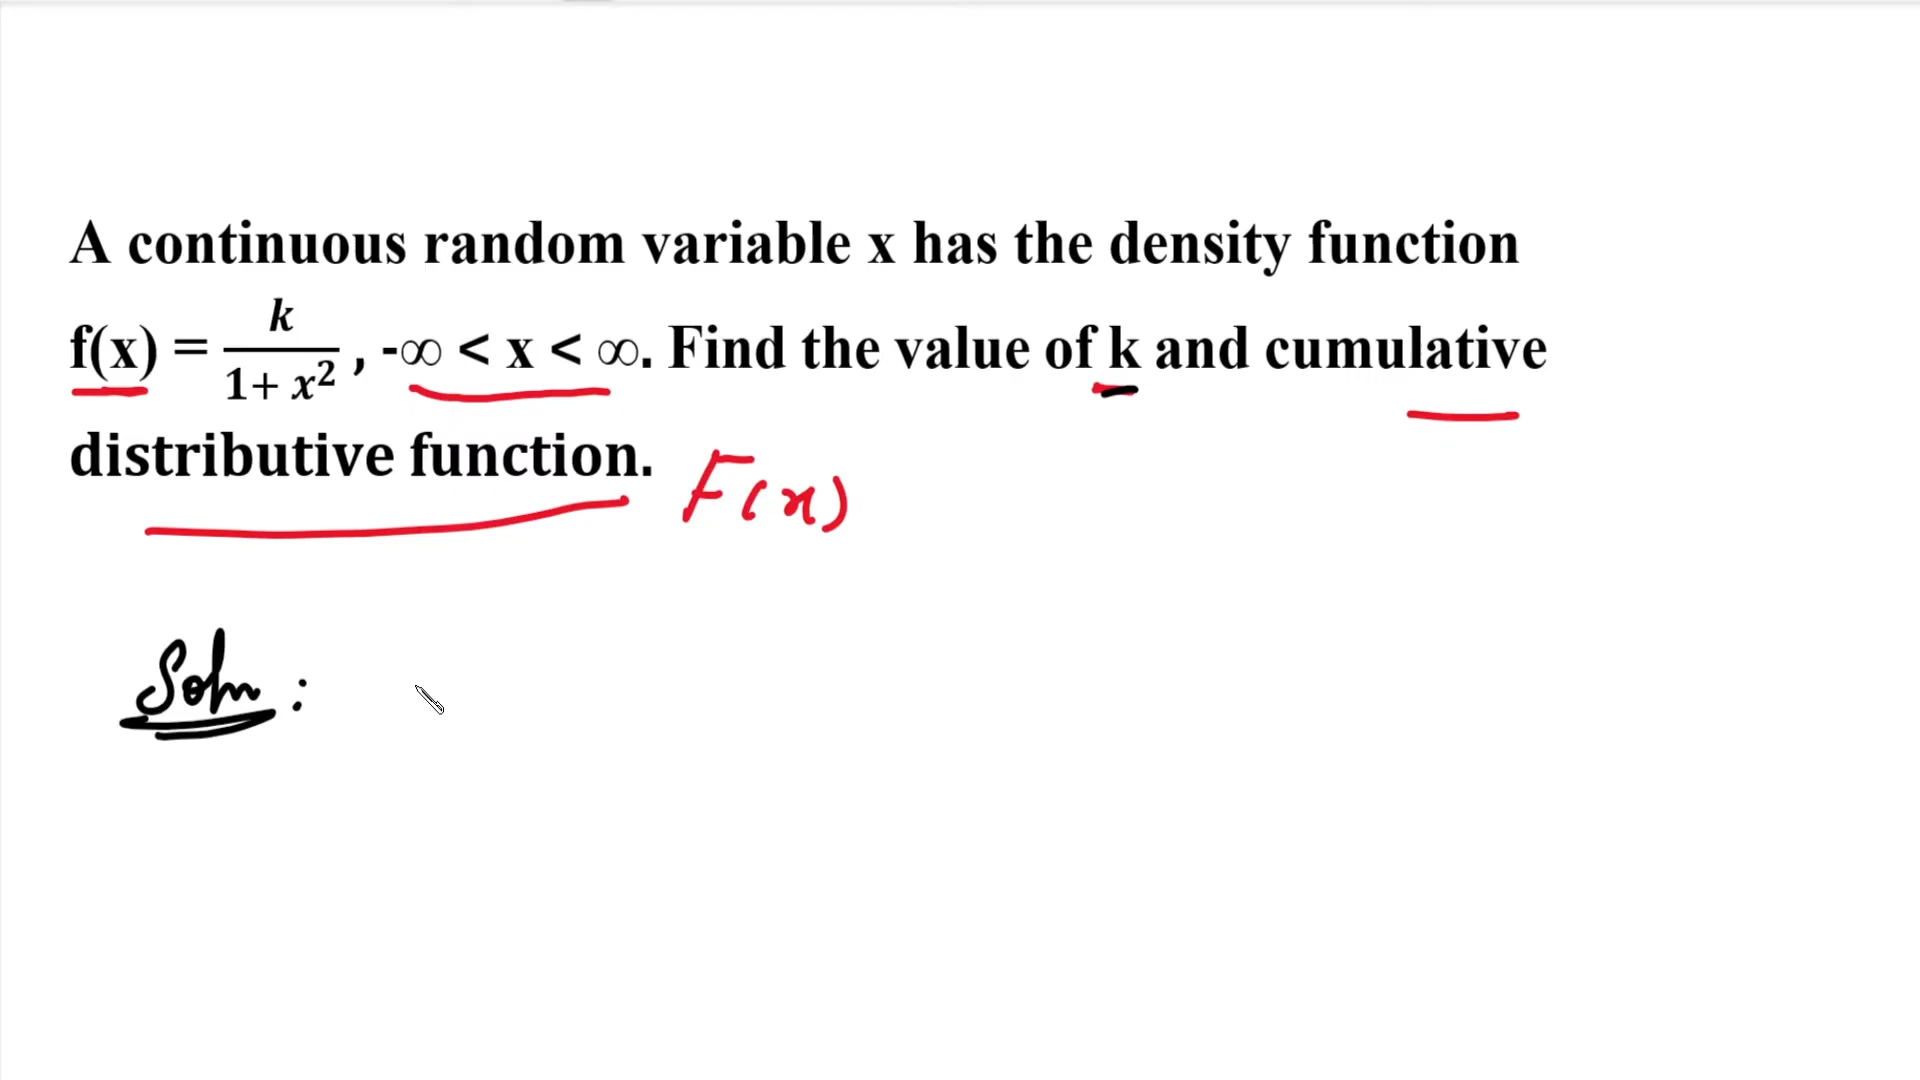 A continuous random variable x has the density function
f(x) = k/(1+ x²) , -∞ < x < ∞. Find the value of k and cumulative
distributive function. F(x)
Soln :